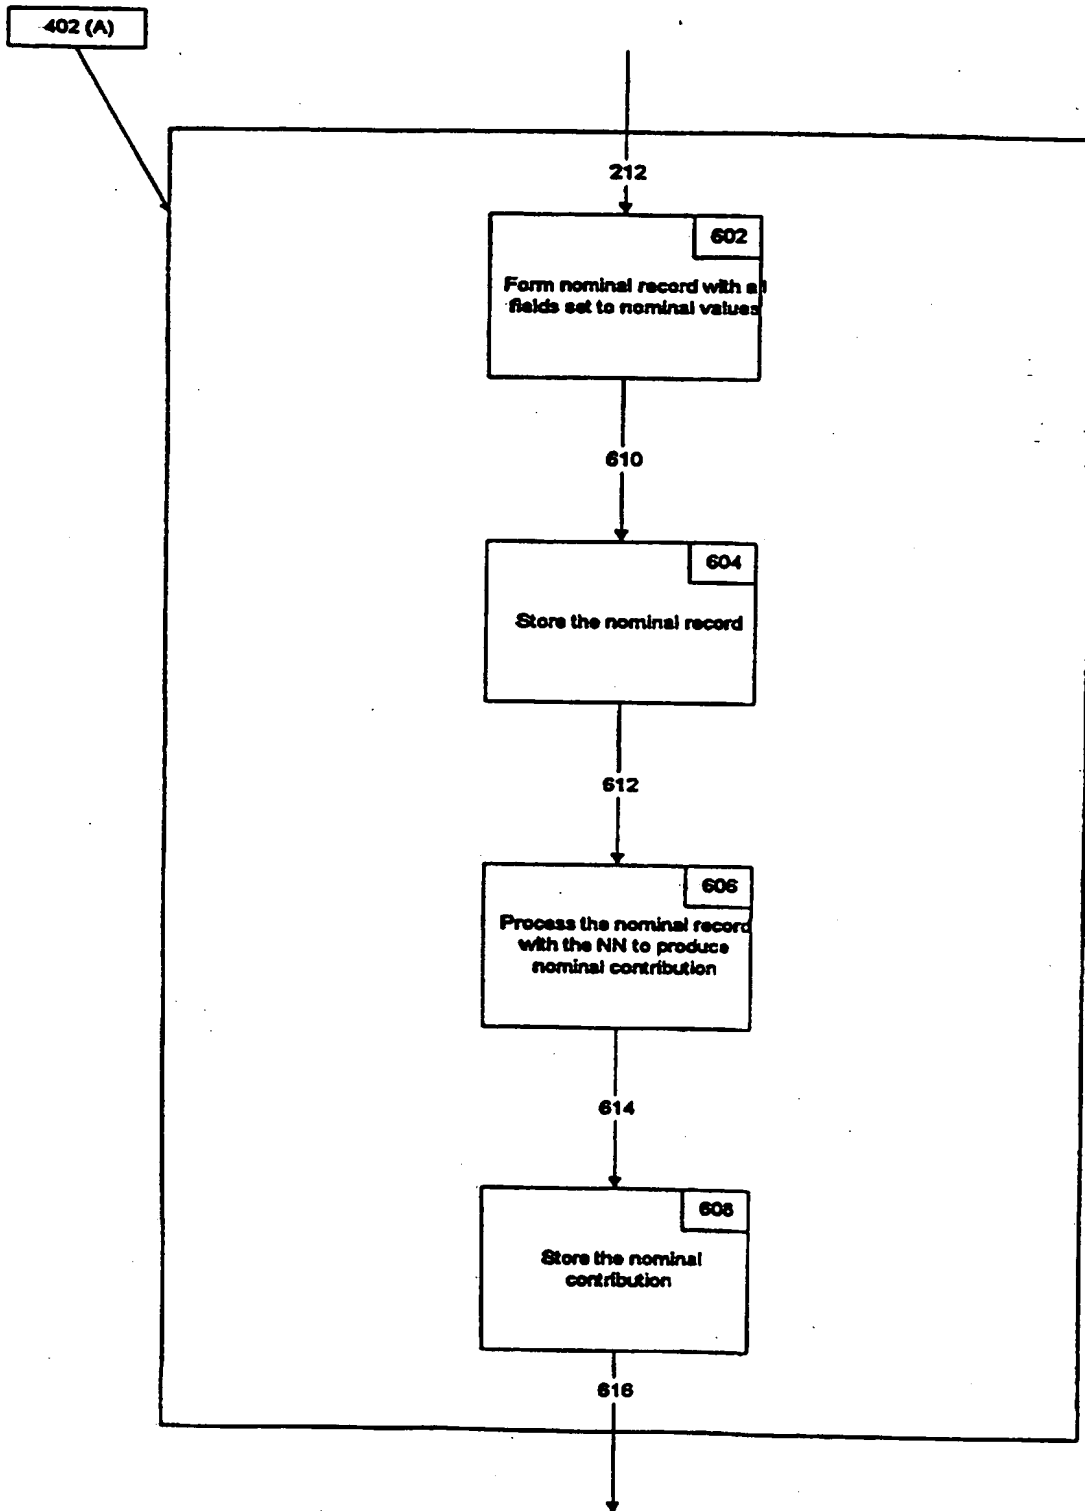 402 (A)
212
602
Form nominal record with all
fields set to nominal values
610
604
Store the nominal record
612
606
Process the nominal record
with the NN to produce
nominal contribution
614
608
Store the nominal
contribution
616